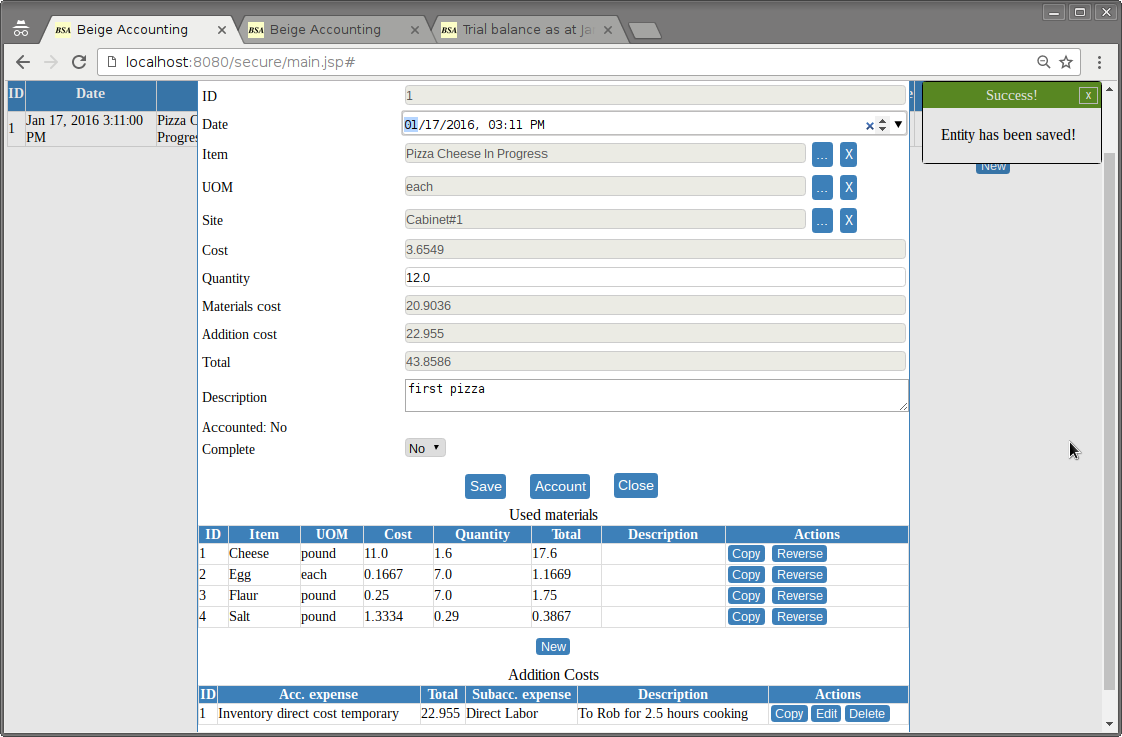 BSA Beige Accounting
BSA Beige Accounting
BSA Trial balance as at Jan
localhost:8080/secure/main.jsp#
ID Date
1 Jan 17, 2016 3:11:00 PM Pizza C
Progres
Success! X
Entity has been saved!
New
ID 1
Date 01/17/2016, 03:11 PM
Item Pizza Cheese In Progress ... X
UOM each ... X
Site Cabinet#1 ... X
Cost 3.6549
Quantity 12.0
Materials cost 20.9036
Addition cost 22.955
Total 43.8586
Description first pizza
Accounted: No
Complete No
Save Account Close
Used materials
ID Item UOM Cost Quantity Total Description Actions
1 Cheese pound 11.0 1.6 17.6 Copy Reverse
2 Egg each 0.1667 7.0 1.1669 Copy Reverse
3 Flaur pound 0.25 7.0 1.75 Copy Reverse
4 Salt pound 1.3334 0.29 0.3867 Copy Reverse
New
Addition Costs
ID Acc. expense Total Subacc. expense Description Actions
1 Inventory direct cost temporary 22.955 Direct Labor To Rob for 2.5 hours cooking Copy Edit Delete